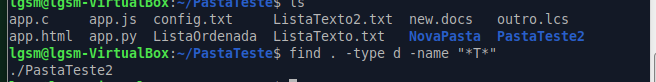 lgsm@lgsm-VirtualBox:~/PastaTeste$ ls
app.c app.js config.txt ListaTexto2.txt new.docs outro.lcs
app.html app.py ListaOrdenada ListaTexto.txt NovaPasta PastaTeste2
lgsm@lgsm-VirtualBox:~/PastaTeste$ find . -type d -name "*T*"
./PastaTeste2